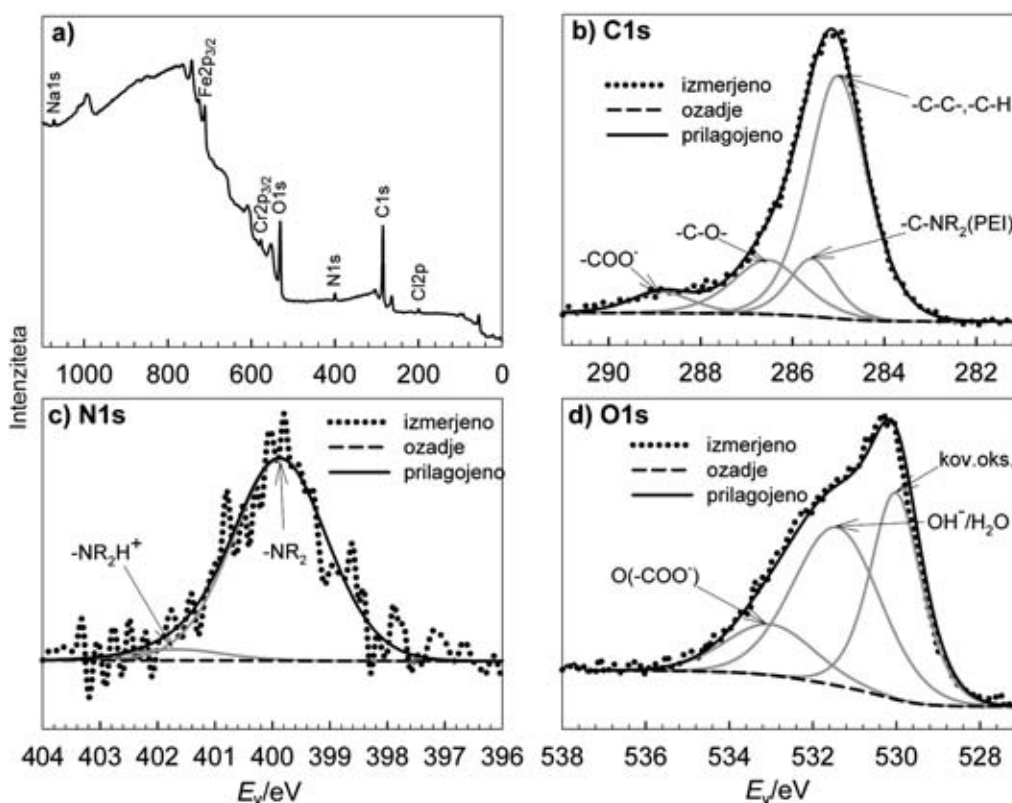 Intenziteta
a)
Na1s
Fe2p3/2
Cr2p3/2
O1s
N1s
C1s
Cl2p
1000 800 600 400 200 0
b) C1s
izmerjeno
ozadje
prilagojeno
-C-C-,-C-H
-C-O-
-C-NR2(PEI)
-COO-
290 288 286 284 282
c) N1s
izmerjeno
ozadje
prilagojeno
-NR2H+
-NR2
404 403 402 401 400 399 398 397 396
Ev/eV
d) O1s
izmerjeno
ozadje
prilagojeno
kov.oks.
OH-/H2O
O(-COO-)
538 536 534 532 530 528
Ev/eV